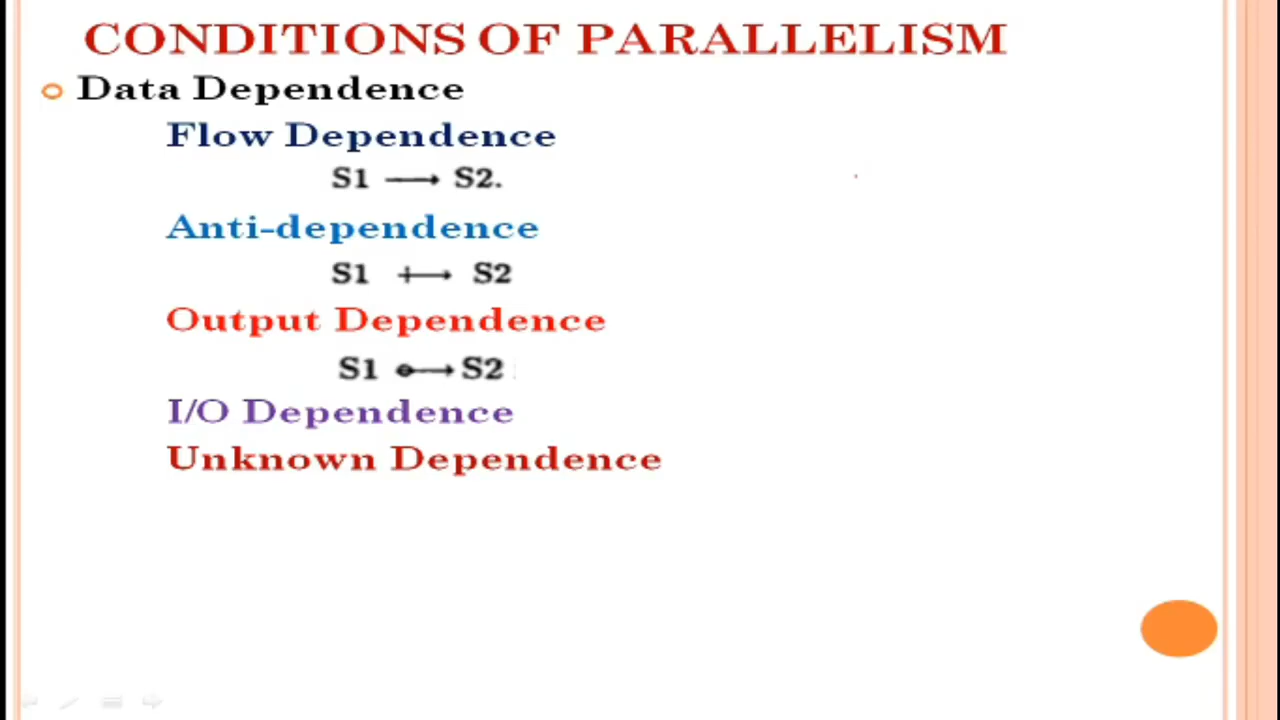 CONDITIONS OF PARALLELISM
Data Dependence
Flow Dependence
S1 → S2.
Anti-dependence
S1 +→ S2
Output Dependence
S1 o→ S2
I/O Dependence
Unknown Dependence